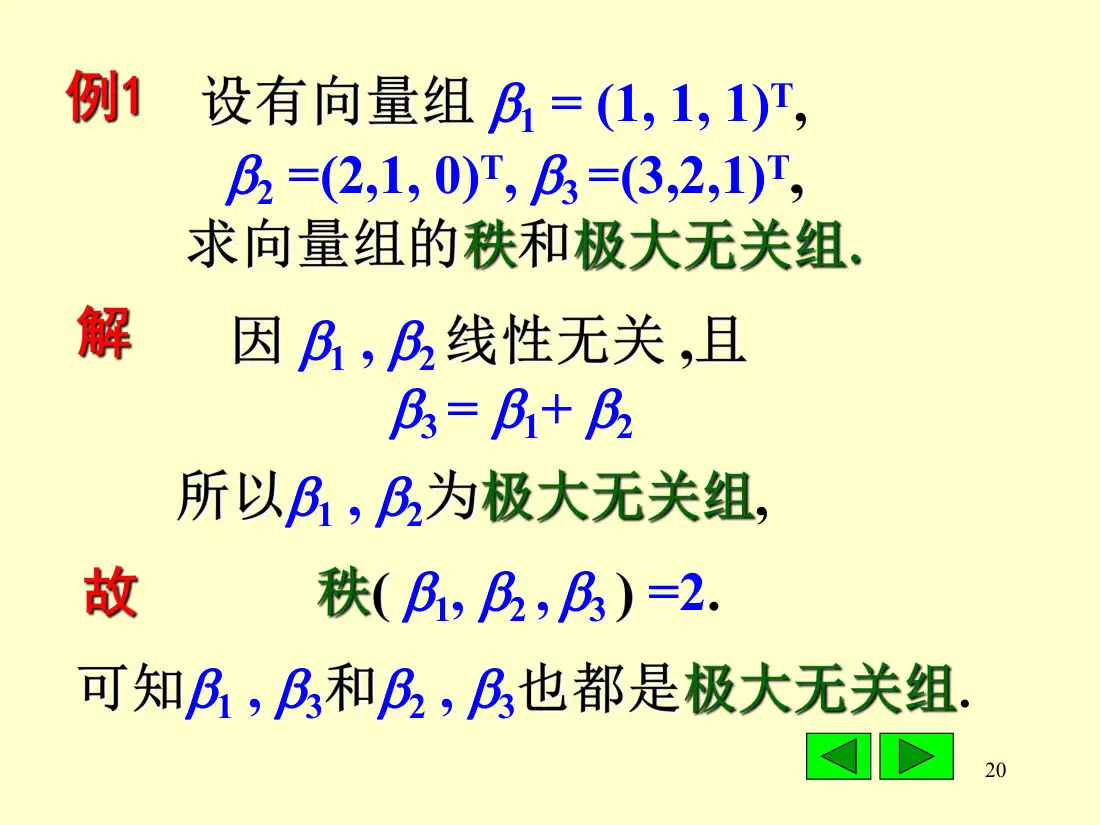 例1 设有向量组 β₁ = (1, 1, 1)ᵀ,
β₂ =(2,1, 0)ᵀ, β₃ =(3,2,1)ᵀ,
求向量组的秩和极大无关组.
解 因 β₁ , β₂ 线性无关 ,且
β₃ = β₁+ β₂
所以β₁ , β₂为极大无关组,
故 秩( β₁, β₂ , β₃ ) =2.
可知β₁ , β₃和β₂ , β₃也都是极大无关组.
20